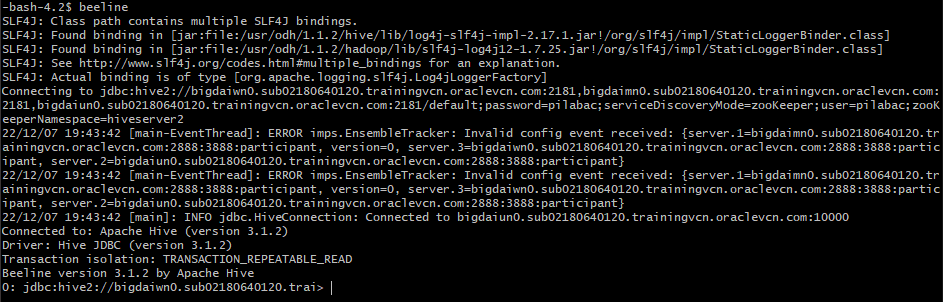 -bash-4.2$ beeline
SLF4J: Class path contains multiple SLF4J bindings.
SLF4J: Found binding in [jar:file:/usr/odh/1.1.2/hive/lib/log4j-slf4j-impl-2.17.1.jar!/org/slf4j/impl/StaticLoggerBinder.class]
SLF4J: Found binding in [jar:file:/usr/odh/1.1.2/hadoop/lib/slf4j-log4j12-1.7.25.jar!/org/slf4j/impl/StaticLoggerBinder.class]
SLF4J: See http://www.slf4j.org/codes.html#multiple_bindings for an explanation.
SLF4J: Actual binding is of type [org.apache.logging.slf4j.Log4jLoggerFactory]
Connecting to jdbc:hive2://bigdaiwn0.sub02180640120.trainingvcn.oraclevcn.com:2181,bigdaimn0.sub02180640120.trainingvcn.oraclevcn.com:
2181,bigdaiun0.sub02180640120.trainingvcn.oraclevcn.com:2181/default;password=pilabac;serviceDiscoveryMode=zooKeeper;user=pilabac;zooK
eeperNamespace=hiveserver2
22/12/07 19:43:42 [main-EventThread]: ERROR imps.EnsembleTracker: Invalid config event received: {server.1=bigdaimn0.sub02180640120.tr
ainingvcn.oraclevcn.com:2888:3888:participant, version=0, server.3=bigdaiwn0.sub02180640120.trainingvcn.oraclevcn.com:2888:3888:partic
ipant, server.2=bigdaiun0.sub02180640120.trainingvcn.oraclevcn.com:2888:3888:participant}
22/12/07 19:43:42 [main-EventThread]: ERROR imps.EnsembleTracker: Invalid config event received: {server.1=bigdaimn0.sub02180640120.tr
ainingvcn.oraclevcn.com:2888:3888:participant, version=0, server.3=bigdaiwn0.sub02180640120.trainingvcn.oraclevcn.com:2888:3888:partic
ipant, server.2=bigdaiun0.sub02180640120.trainingvcn.oraclevcn.com:2888:3888:participant}
22/12/07 19:43:42 [main]: INFO jdbc.HiveConnection: Connected to bigdaiun0.sub02180640120.trainingvcn.oraclevcn.com:10000
Connected to: Apache Hive (version 3.1.2)
Driver: Hive JDBC (version 3.1.2)
Transaction isolation: TRANSACTION_REPEATABLE_READ
Beeline version 3.1.2 by Apache Hive
0: jdbc:hive2://bigdaiwn0.sub02180640120.trai>